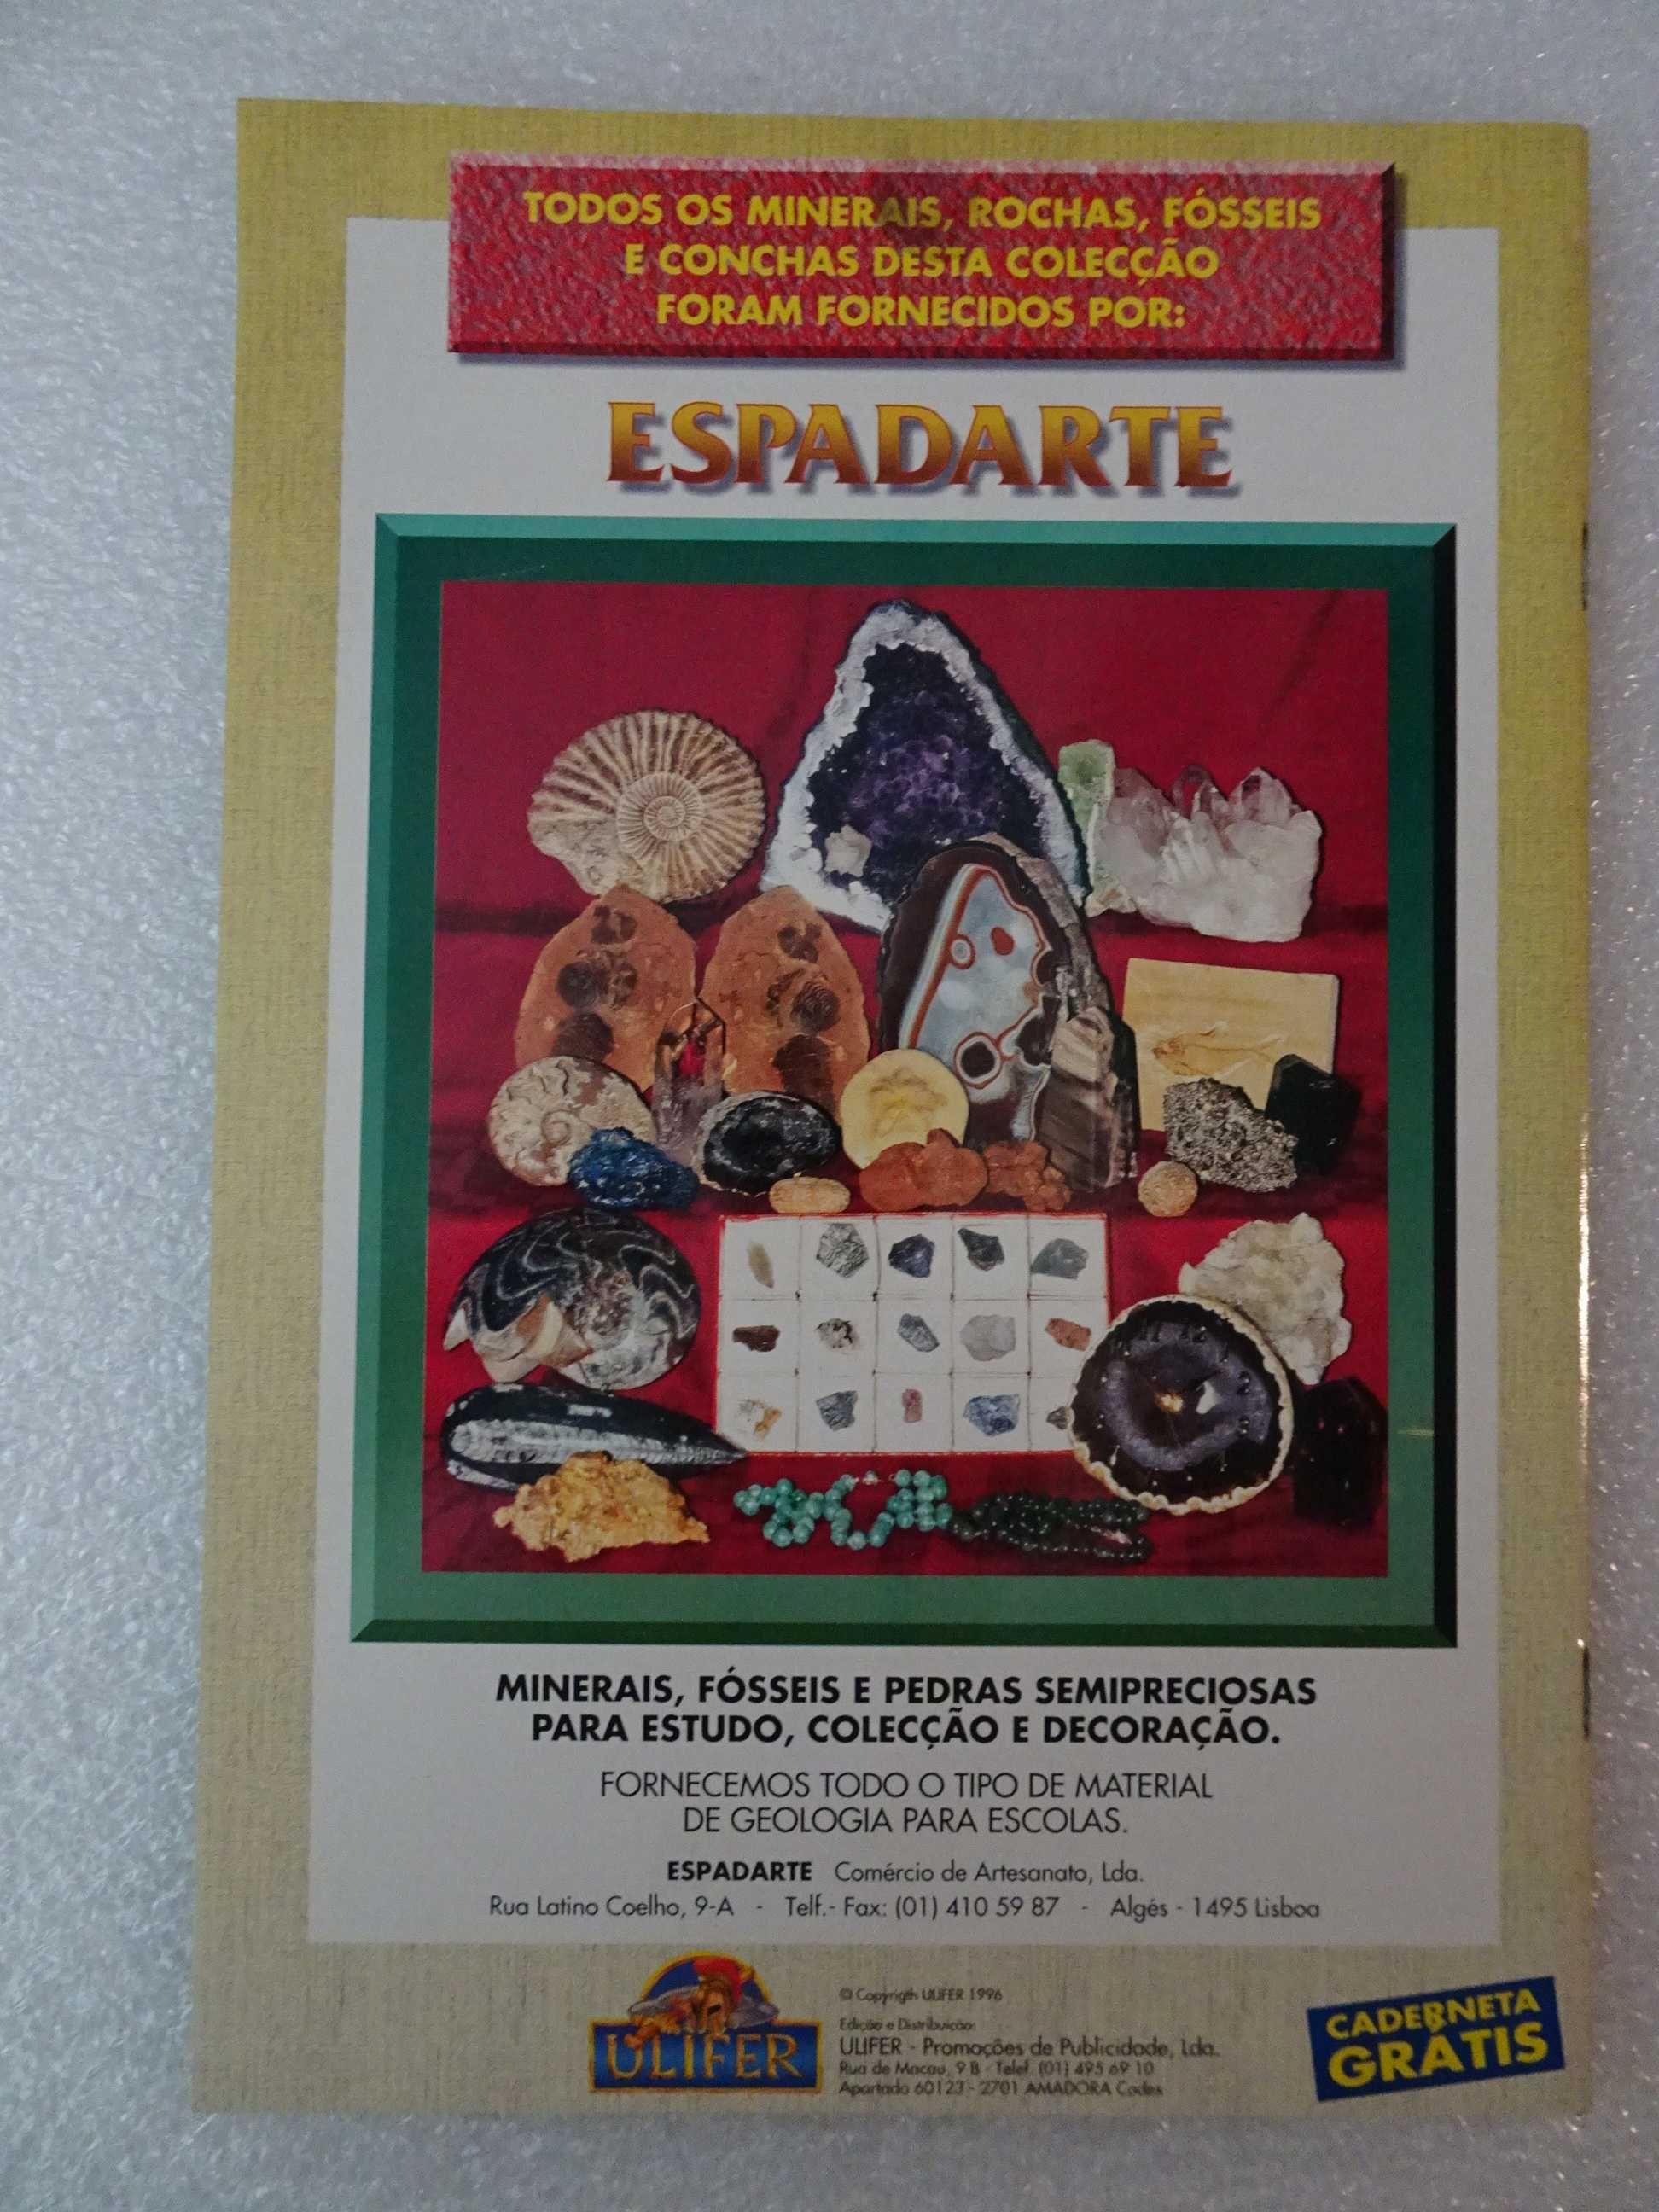 TODOS OS MINERAIS, ROCHAS, FÓSSEIS
E CONCHAS DESTA COLECÇÃO
FORAM FORNECIDOS POR:
ESPADARTE
MINERAIS, FÓSSEIS E PEDRAS SEMIPRECIOSAS
PARA ESTUDO, COLECÇÃO E DECORAÇÃO.
FORNECEMOS TODO O TIPO DE MATERIAL
DE GEOLOGIA PARA ESCOLAS.
ESPADARTE Comércio de Artesanato, Lda.
Rua Latino Coelho, 9-A - Telf.- Fax: (01) 410 59 87 - Algés - 1495 Lisboa
ULIFER
© Copyrigth ULIFER 1996
Edição e Distribuição:
ULIFER - Promoções de Publicidade, Lda.
Rua de Macau, 9 B - Telef. (01) 495 69 10
Apartado 60123 - 2701 AMADORA Codex
CADERNETA
GRÁTIS